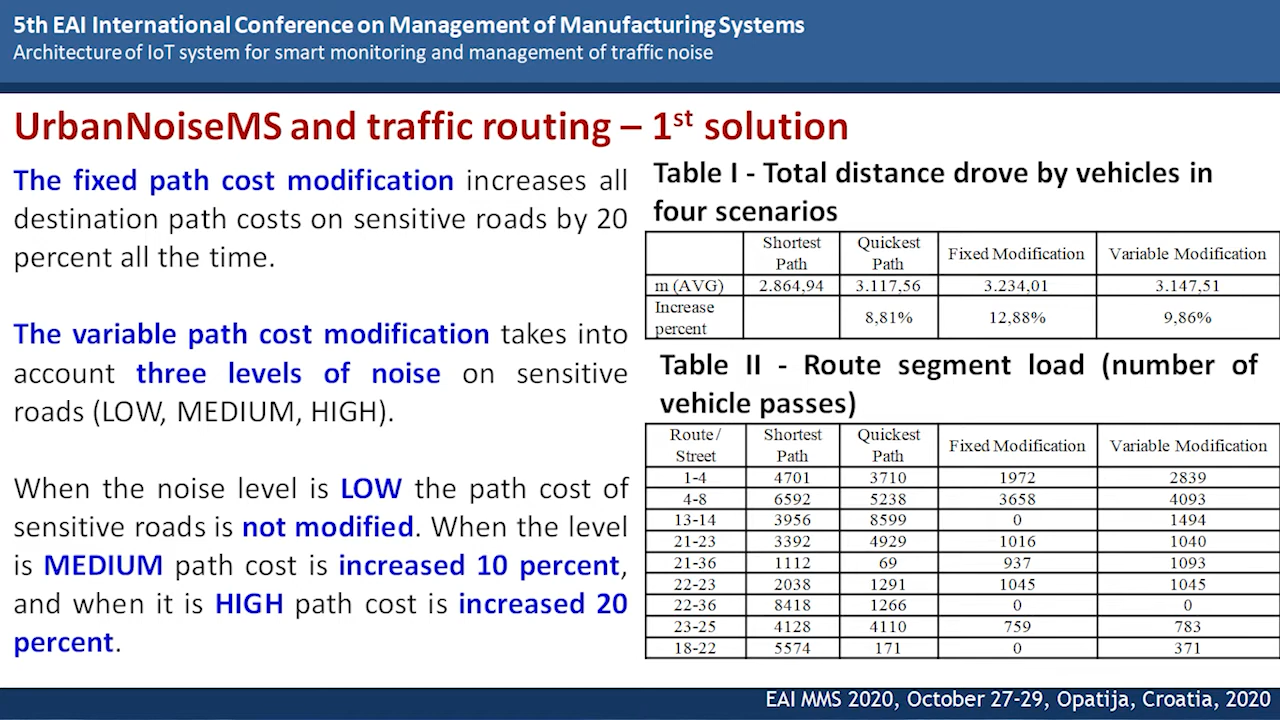 5th EAI International Conference on Management of Manufacturing Systems
Architecture of IoT system for smart monitoring and management of traffic noise
UrbanNoiseMS and traffic routing – 1st solution
The fixed path cost modification increases all
destination path costs on sensitive roads by 20
percent all the time.
The variable path cost modification takes into
account three levels of noise on sensitive
roads (LOW, MEDIUM, HIGH).
When the noise level is LOW the path cost of
sensitive roads is not modified. When the level
is MEDIUM path cost is increased 10 percent,
and when it is HIGH path cost is increased 20
percent.
Table I - Total distance drove by vehicles in
four scenarios
Shortest Path Quickest Path Fixed Modification Variable Modification
m (AVG) 2.864,94 3.117,56 3.234,01 3.147,51
Increase percent 8,81% 12,88% 9,86%
Table II - Route segment load (number of
vehicle passes)
Route / Street Shortest Path Quickest Path Fixed Modification Variable Modification
1-4 4701 3710 1972 2839
4-8 6592 5238 3658 4093
13-14 3956 8599 0 1494
21-23 3392 4929 1016 1040
21-36 1112 69 937 1093
22-23 2038 1291 1045 1045
22-36 8418 1266 0 0
23-25 4128 4110 759 783
18-22 5574 171 0 371
EAI MMS 2020, October 27-29, Opatija, Croatia, 2020